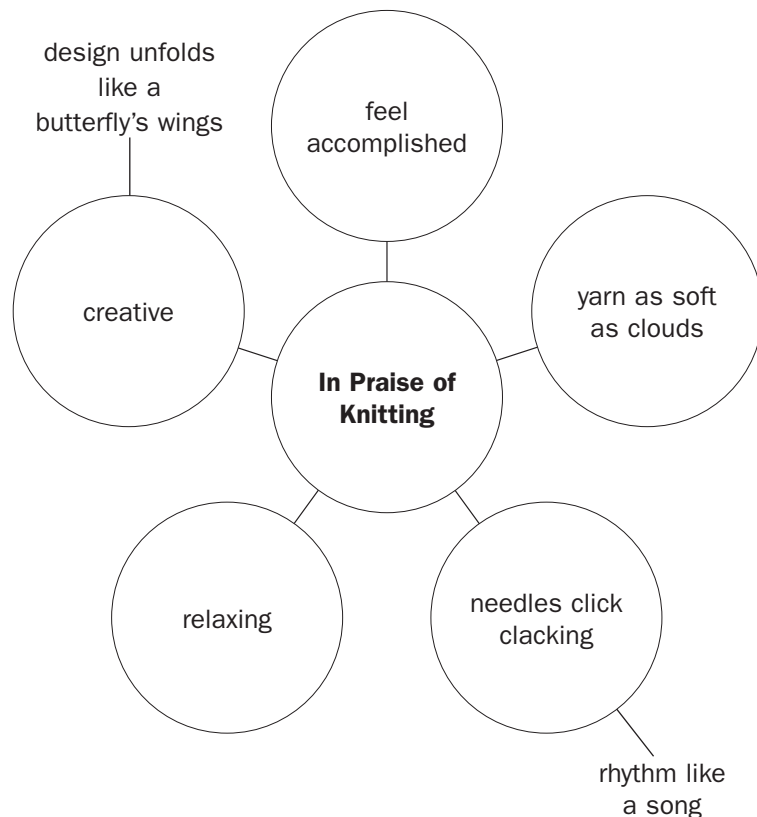 design unfolds
like a
butterfly's wings
feel
accomplished
creative
yarn as soft
as clouds
In Praise of
Knitting
relaxing
needles click
clacking
rhythm like
a song